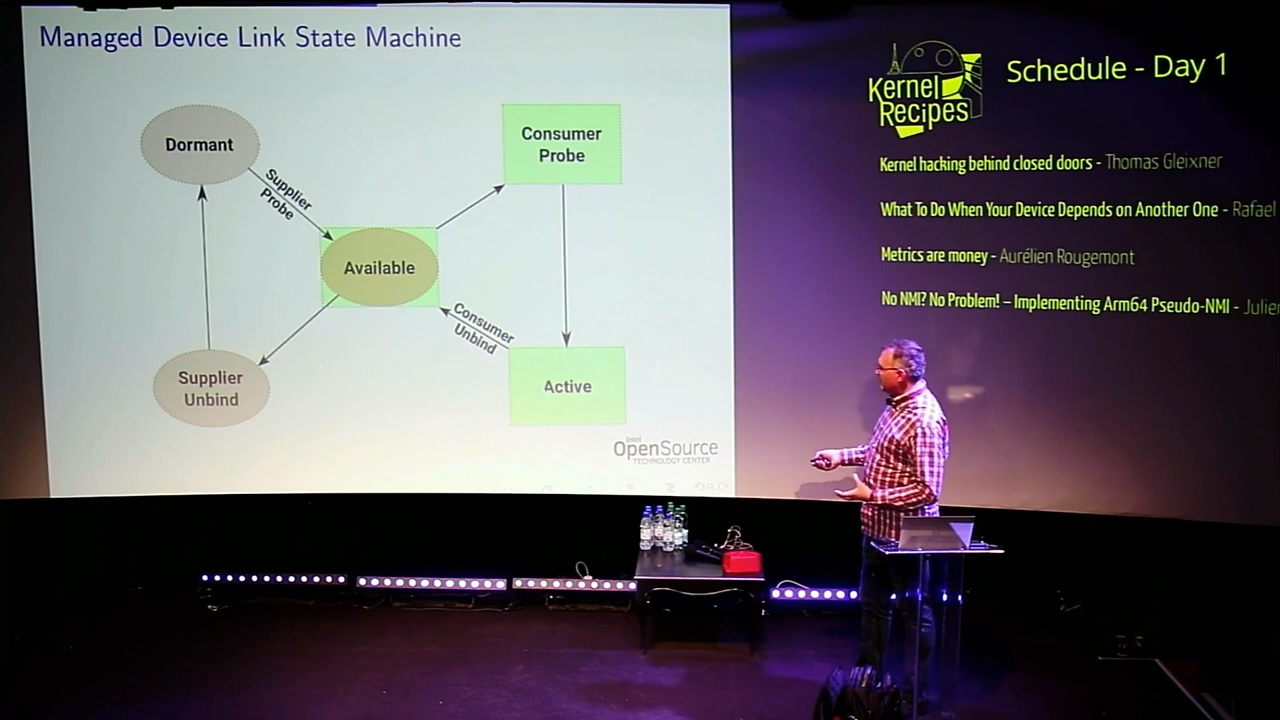 Managed Device Link State Machine
Dormant
Supplier
Probe
Consumer
Probe
Available
Consumer
Unbind
Supplier
Unbind
Active
Intel
OpenSource
TECHNOLOGY CENTER
Kernel
Recipes
Schedule - Day 1
Kernel hacking behind closed doors - Thomas Gleixner
What To Do When Your Device Depends on Another One - Rafael
Metrics are money - Aurélien Rougemont
No NMI? No Problem! – Implementing Arm64 Pseudo-NMI - Julien